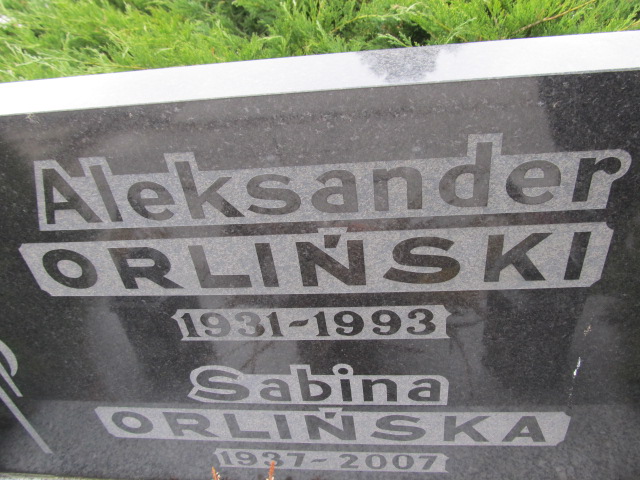 Aleksander
ORLIŃSKI
1931~1993
Sabina
ORLIŃSKA
1937~2007